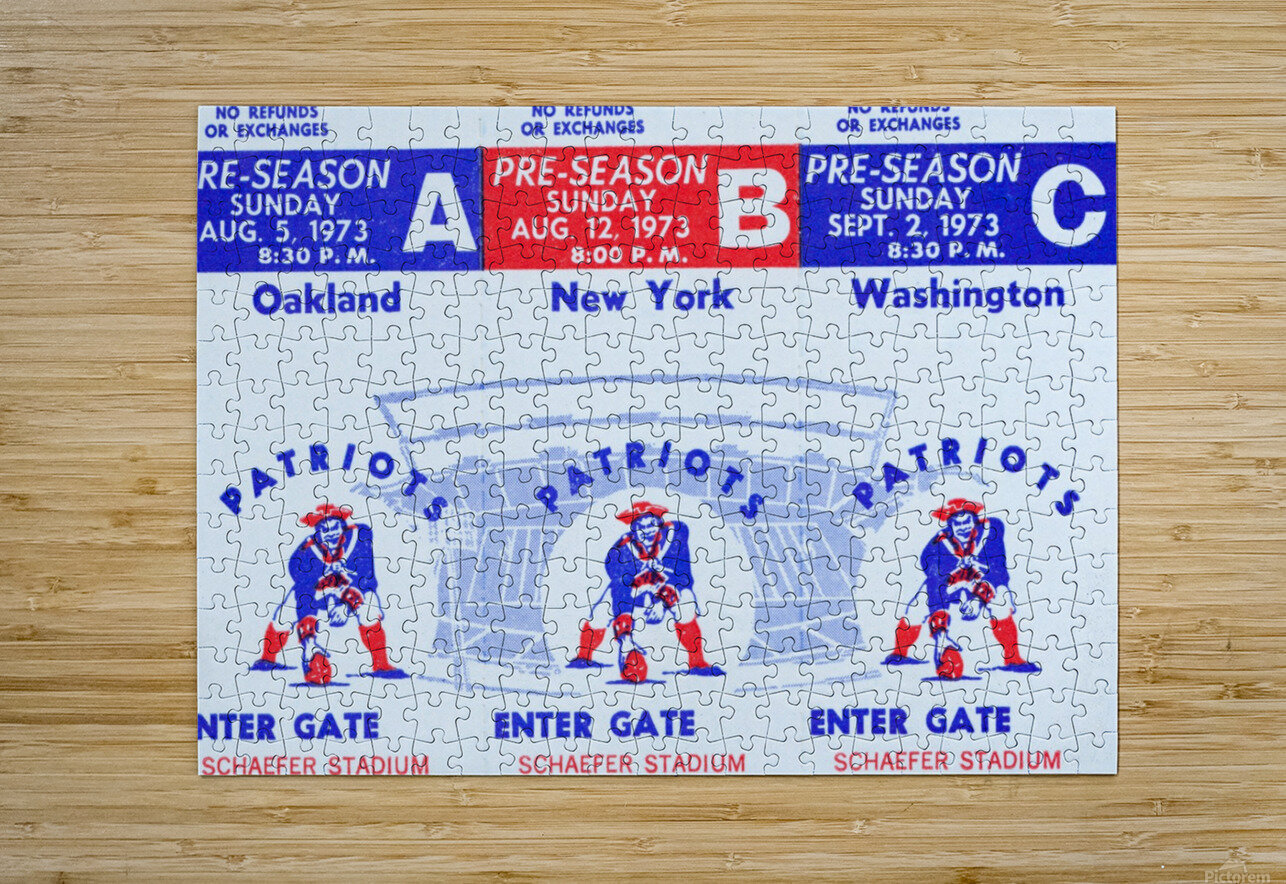 NO REFUNDS
OR EXCHANGES
RE-SEASON
SUNDAY
AUG. 5, 1973
8:30 P.M.
A
Oakland
PATRIOTS
NTER GATE
SCHAEFER STADIUM
NO REFUNDS
OR EXCHANGES
PRE-SEASON
SUNDAY
AUG. 12, 1973
8:00 P.M.
B
New York
PATRIOTS
ENTER GATE
SCHAEFER STADIUM
NO REFUNDS
OR EXCHANGES
PRE-SEASON
SUNDAY
SEPT. 2, 1973
8:30 P.M.
C
Washington
PATRIOTS
ENTER GATE
SCHAEFER STADIUM
Pictorem